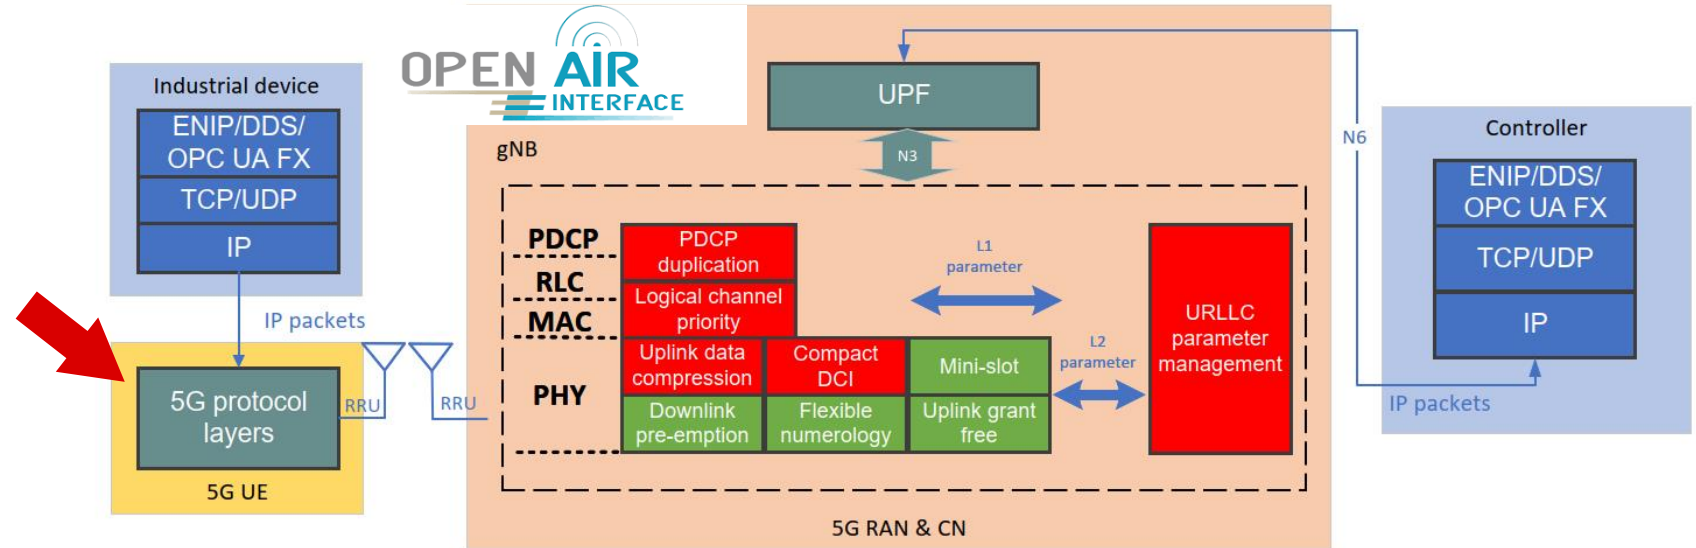 OPEN AIR
INTERFACE
Industrial device
ENIP/DDS/
OPC UA FX
TCP/UDP
IP
IP packets
5G protocol
layers
5G UE
RRU
RRU
gNB
UPF
N3
PDCP
RLC
MAC
PHY
PDCP
duplication
Logical channel
priority
Uplink data
compression
Compact
DCI
Mini-slot
Downlink
pre-emption
Flexible
numerology
Uplink grant
free
L1
parameter
L2
parameter
URLLC
parameter
management
5G RAN & CN
N6
Controller
ENIP/DDS/
OPC UA FX
TCP/UDP
IP
IP packets